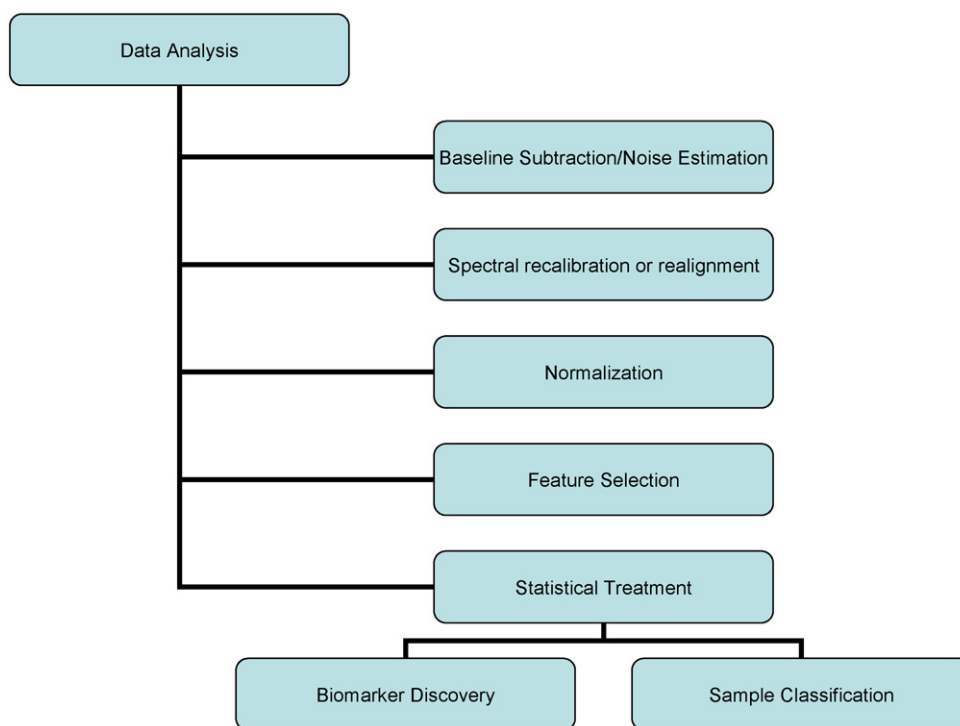 Data Analysis
Baseline Subtraction/Noise Estimation
Spectral recalibration or realignment
Normalization
Feature Selection
Statistical Treatment
Biomarker Discovery
Sample Classification